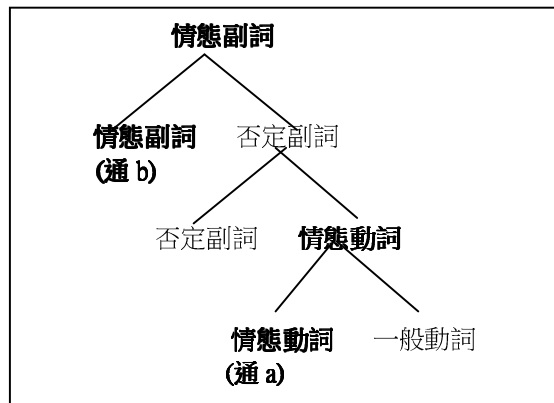 情態副詞
情態副詞 否定副詞
(通 b)
否定副詞 情態動詞
情態動詞 一般動詞
(通 a)